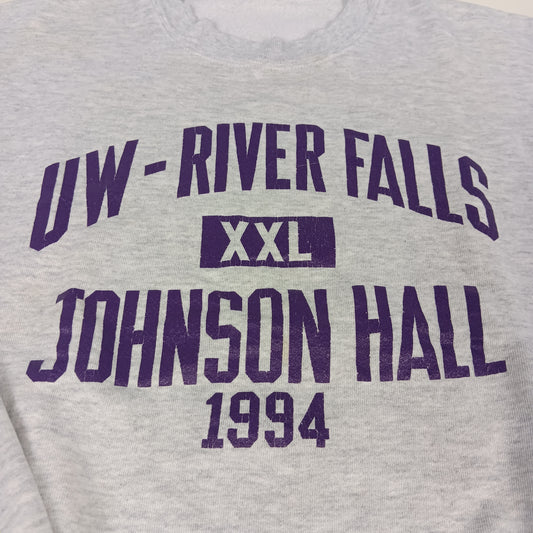 UW - RIVER FALLS
XXL
JOHNSON HALL
1994